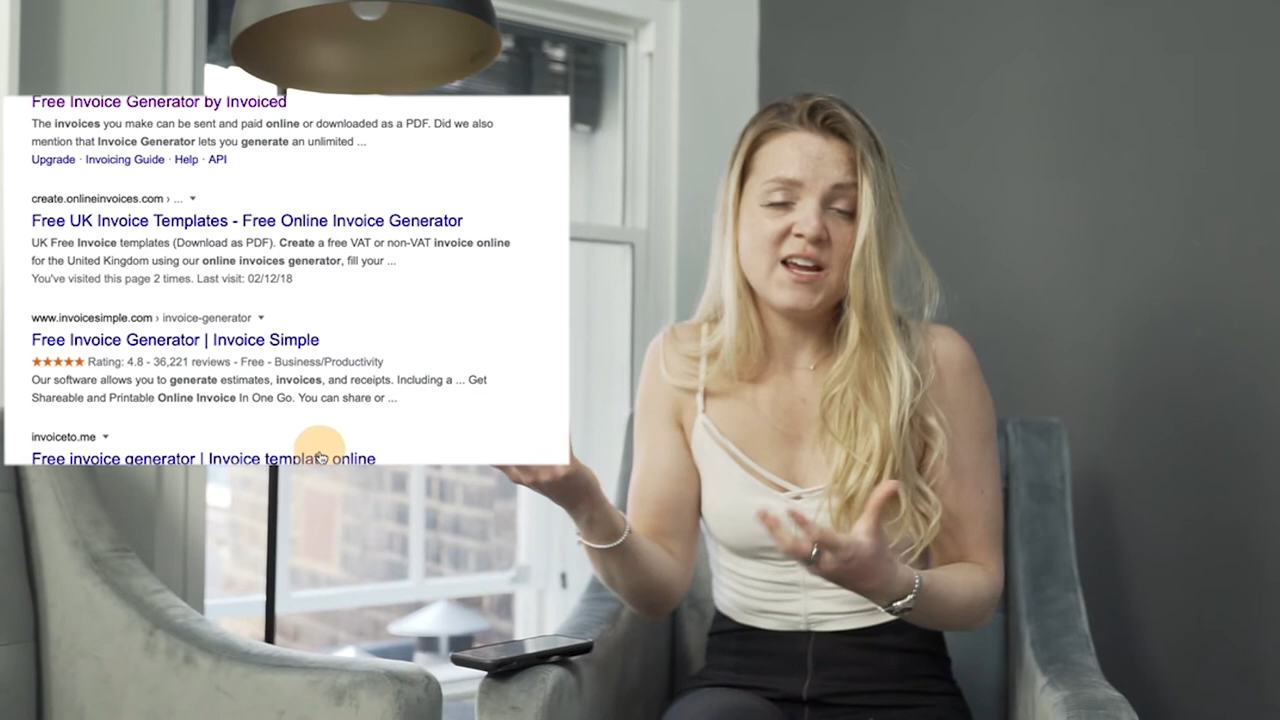 Free Invoice Generator by Invoiced
The invoices you make can be sent and paid online or downloaded as a PDF. Did we also
mention that Invoice Generator lets you generate an unlimited ...
Upgrade · Invoicing Guide · Help · API
create.onlineinvoices.com › ...
Free UK Invoice Templates - Free Online Invoice Generator
UK Free Invoice templates (Download as PDF). Create a free VAT or non-VAT invoice online
for the United Kingdom using our online invoices generator, fill your ...
You've visited this page 2 times. Last visit: 02/12/18
www.invoicesimple.com › invoice-generator
Free Invoice Generator | Invoice Simple
Rating: 4.8 - 36,221 reviews - Free - Business/Productivity
Our software allows you to generate estimates, invoices, and receipts. Including a ... Get
Shareable and Printable Online Invoice In One Go. You can share or ...
invoiceto.me
Free invoice generator | Invoice template online